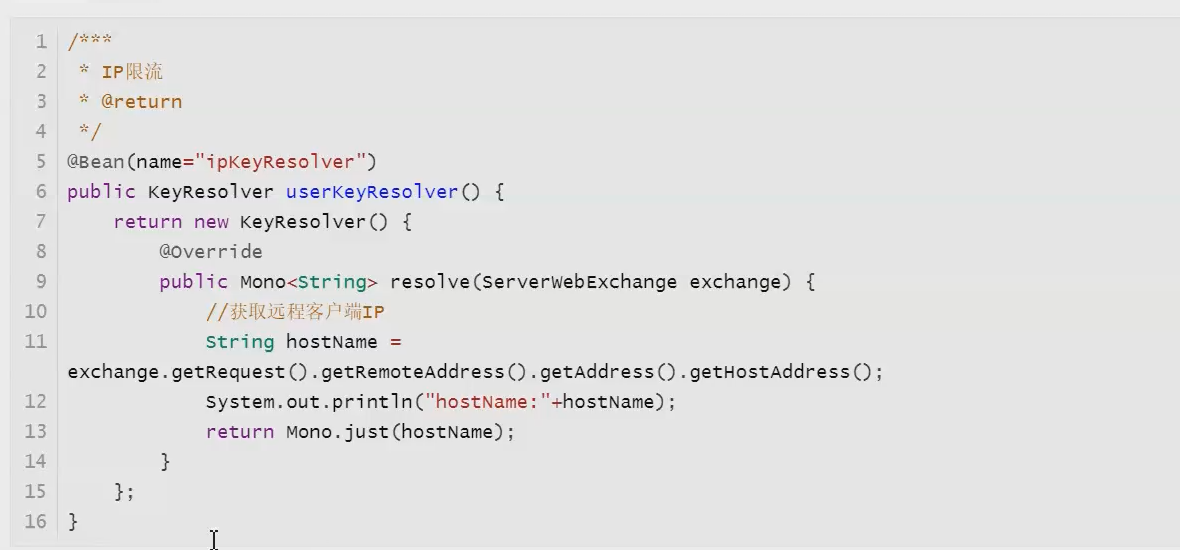 1 /***
2  * IP限流
3  * @return
4  */
5 @Bean(name="ipKeyResolver")
6 public KeyResolver userKeyResolver() {
7     return new KeyResolver() {
8         @Override
9         public Mono<String> resolve(ServerWebExchange exchange) {
10             //获取远程客户端IP
11             String hostName =
exchange.getRequest().getRemoteAddress().getAddress().getHostAddress();
12             System.out.println("hostName:"+hostName);
13             return Mono.just(hostName);
14         }
15     };
16 }